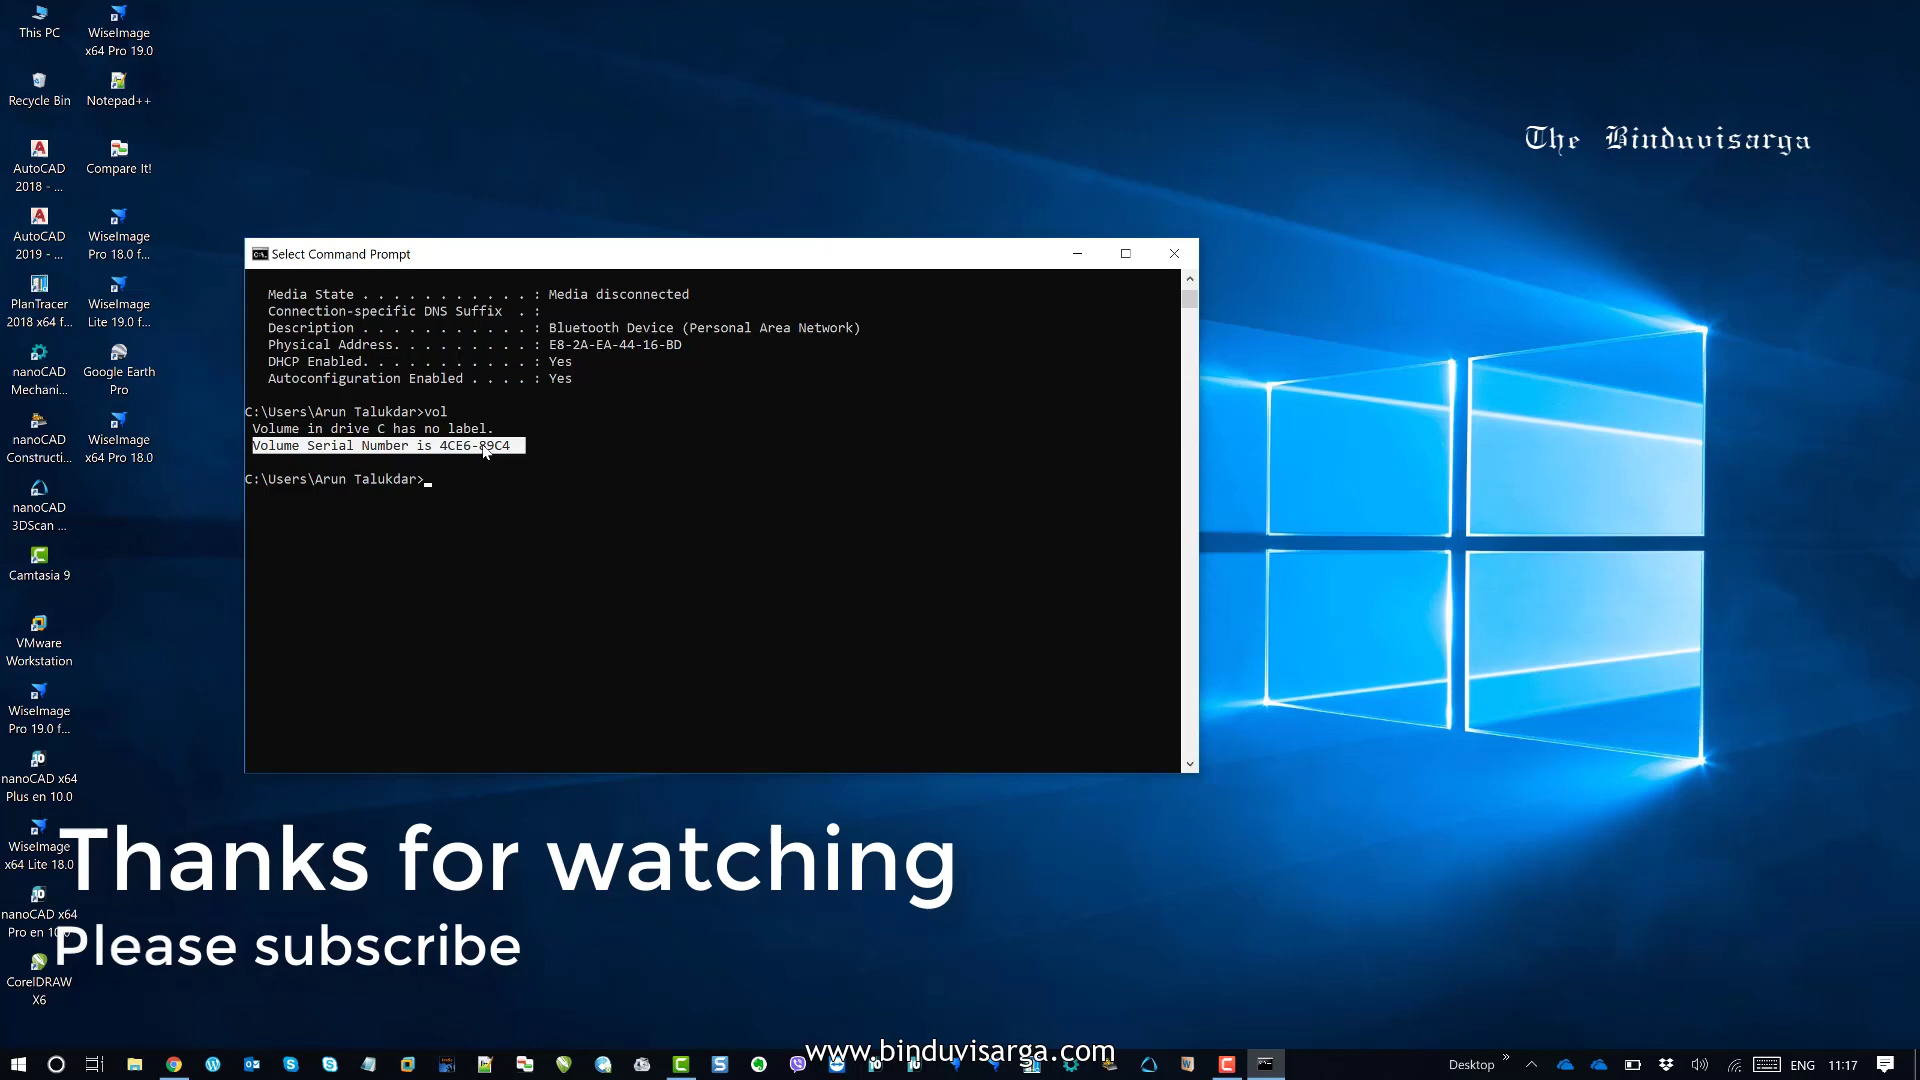 This PC
WiseImage
x64 Pro 19.0
Recycle Bin
Notepad++
AutoCAD
2018 - ...
Compare It!
AutoCAD
2019 - ...
WiseImage
Pro 18.0 f...
PlanTracer
2018 x64 f...
WiseImage
Lite 19.0 f...
nanoCAD
Mechani...
Google Earth
Pro
nanoCAD
Constructi...
WiseImage
x64 Pro 18.0
nanoCAD
3DScan ...
Camtasia 9
VMware
Workstation
WiseImage
Pro 19.0 f...
nanoCAD x64
Plus en 10.0
WiseImage
x64 Lite 18.0
nanoCAD x64
Pro en 10.0
CorelDRAW
X6
The Binduvisarga
Select Command Prompt
Media State . . . . . . . . . . . : Media disconnected
Connection-specific DNS Suffix  . :
Description . . . . . . . . . . . : Bluetooth Device (Personal Area Network)
Physical Address. . . . . . . . . : E8-2A-EA-44-16-BD
DHCP Enabled. . . . . . . . . . . : Yes
Autoconfiguration Enabled . . . . : Yes
C:\Users\Arun Talukdar>vol
Volume in drive C has no label.
Volume Serial Number is 4CE6-89C4
C:\Users\Arun Talukdar>
Thanks for watching
Please subscribe
www.binduvisarga.com
Desktop
ENG
11:17